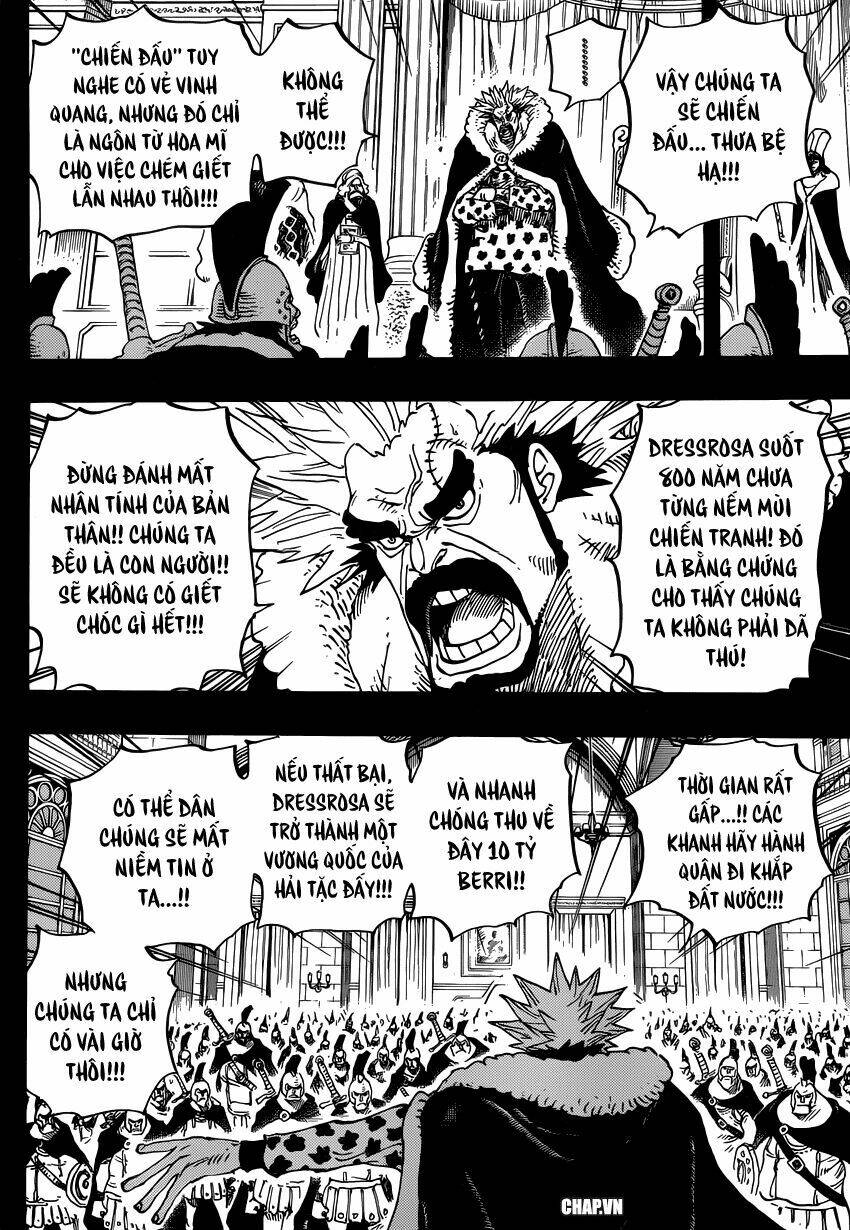 VẬY CHÚNG TA
SẼ CHIẾN
ĐẤU... THƯA BỆ
HẠ!!!
KHÔNG
THỂ
ĐƯỢC!!!
"CHIẾN ĐẤU" TUY
NGHE CÓ VẺ VINH
QUANG, NHƯNG ĐÓ CHỈ
LÀ NGÔN TỪ HOA MĨ
CHO VIỆC CHÉM GIẾT
LẪN NHAU THÔI!!!
DRESSROSA SUỐT
800 NĂM CHƯA
TỪNG NẾM MÙI
CHIẾN TRANH! ĐÓ
LÀ BẰNG CHỨNG
CHO THẤY CHÚNG
TA KHÔNG PHẢI DÃ
THÚ!
ĐỪNG ĐÁNH MẤT
NHÂN TÍNH CỦA BẢN
THÂN!! CHÚNG TA
ĐỀU LÀ CON NGƯỜI!!
SẼ KHÔNG CÓ GIẾT
CHÓC GÌ HẾT!!!
THỜI GIAN RẤT
GẤP...!! CÁC
KHANH HÃY HÀNH
QUÂN ĐI KHẮP
ĐẤT NƯỚC!!!
VÀ NHANH
CHÓNG THU VỀ
ĐÂY 10 TỶ
BERRI!!
NẾU THẤT BẠI,
DRESSROSA SẼ
TRỞ THÀNH MỘT
VƯƠNG QUỐC CỦA
HẢI TẶC ĐẤY!!!
CÓ THỂ DÂN
CHÚNG SẼ MẤT
NIỀM TIN Ở
TA...!!
NHƯNG
CHÚNG TA CHỈ
CÓ VÀI GIỜ
THÔI!!!
CHAP.VN